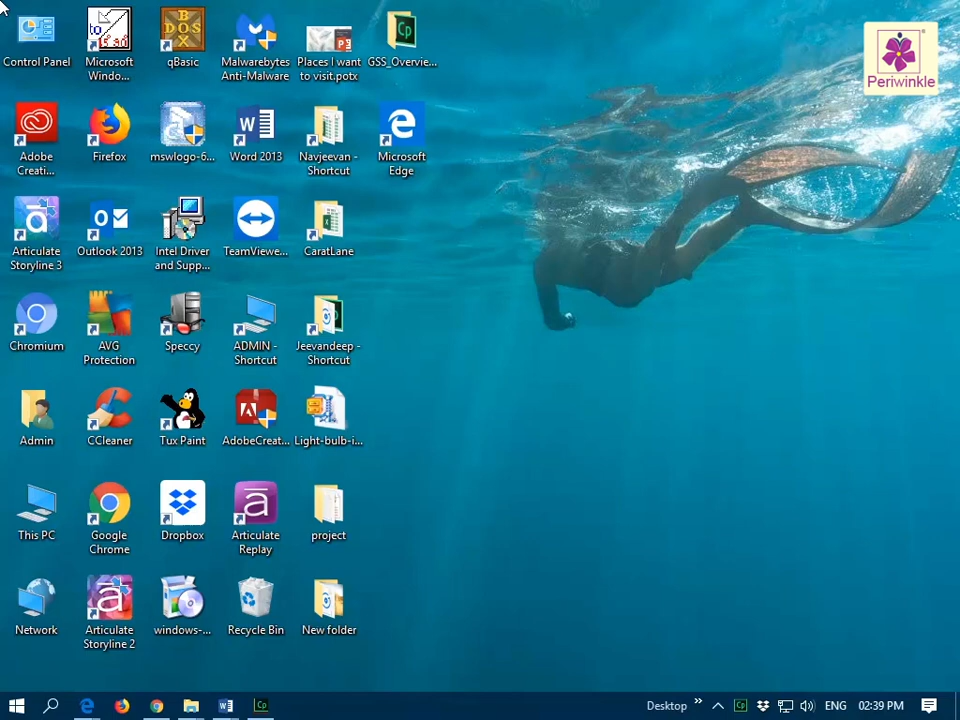 Control Panel
Microsoft
Windo...
qBasic
Malwarebytes
Anti-Malware
Places I want
to visit.potx
GSS_Overvie...
Periwinkle
Adobe
Creati...
Firefox
mswlogo-6...
Word 2013
Navjeevan -
Shortcut
Microsoft
Edge
Articulate
Storyline 3
Outlook 2013
Intel Driver
and Supp...
TeamViewe...
CaratLane
Chromium
AVG
Protection
Speccy
ADMIN -
Shortcut
Jeevandeep -
Shortcut
Admin
CCleaner
Tux Paint
AdobeCreat...
Light-bulb-i...
This PC
Google
Chrome
Dropbox
Articulate
Replay
project
Network
Articulate
Storyline 2
windows-...
Recycle Bin
New folder
Desktop
ENG
02:39 PM